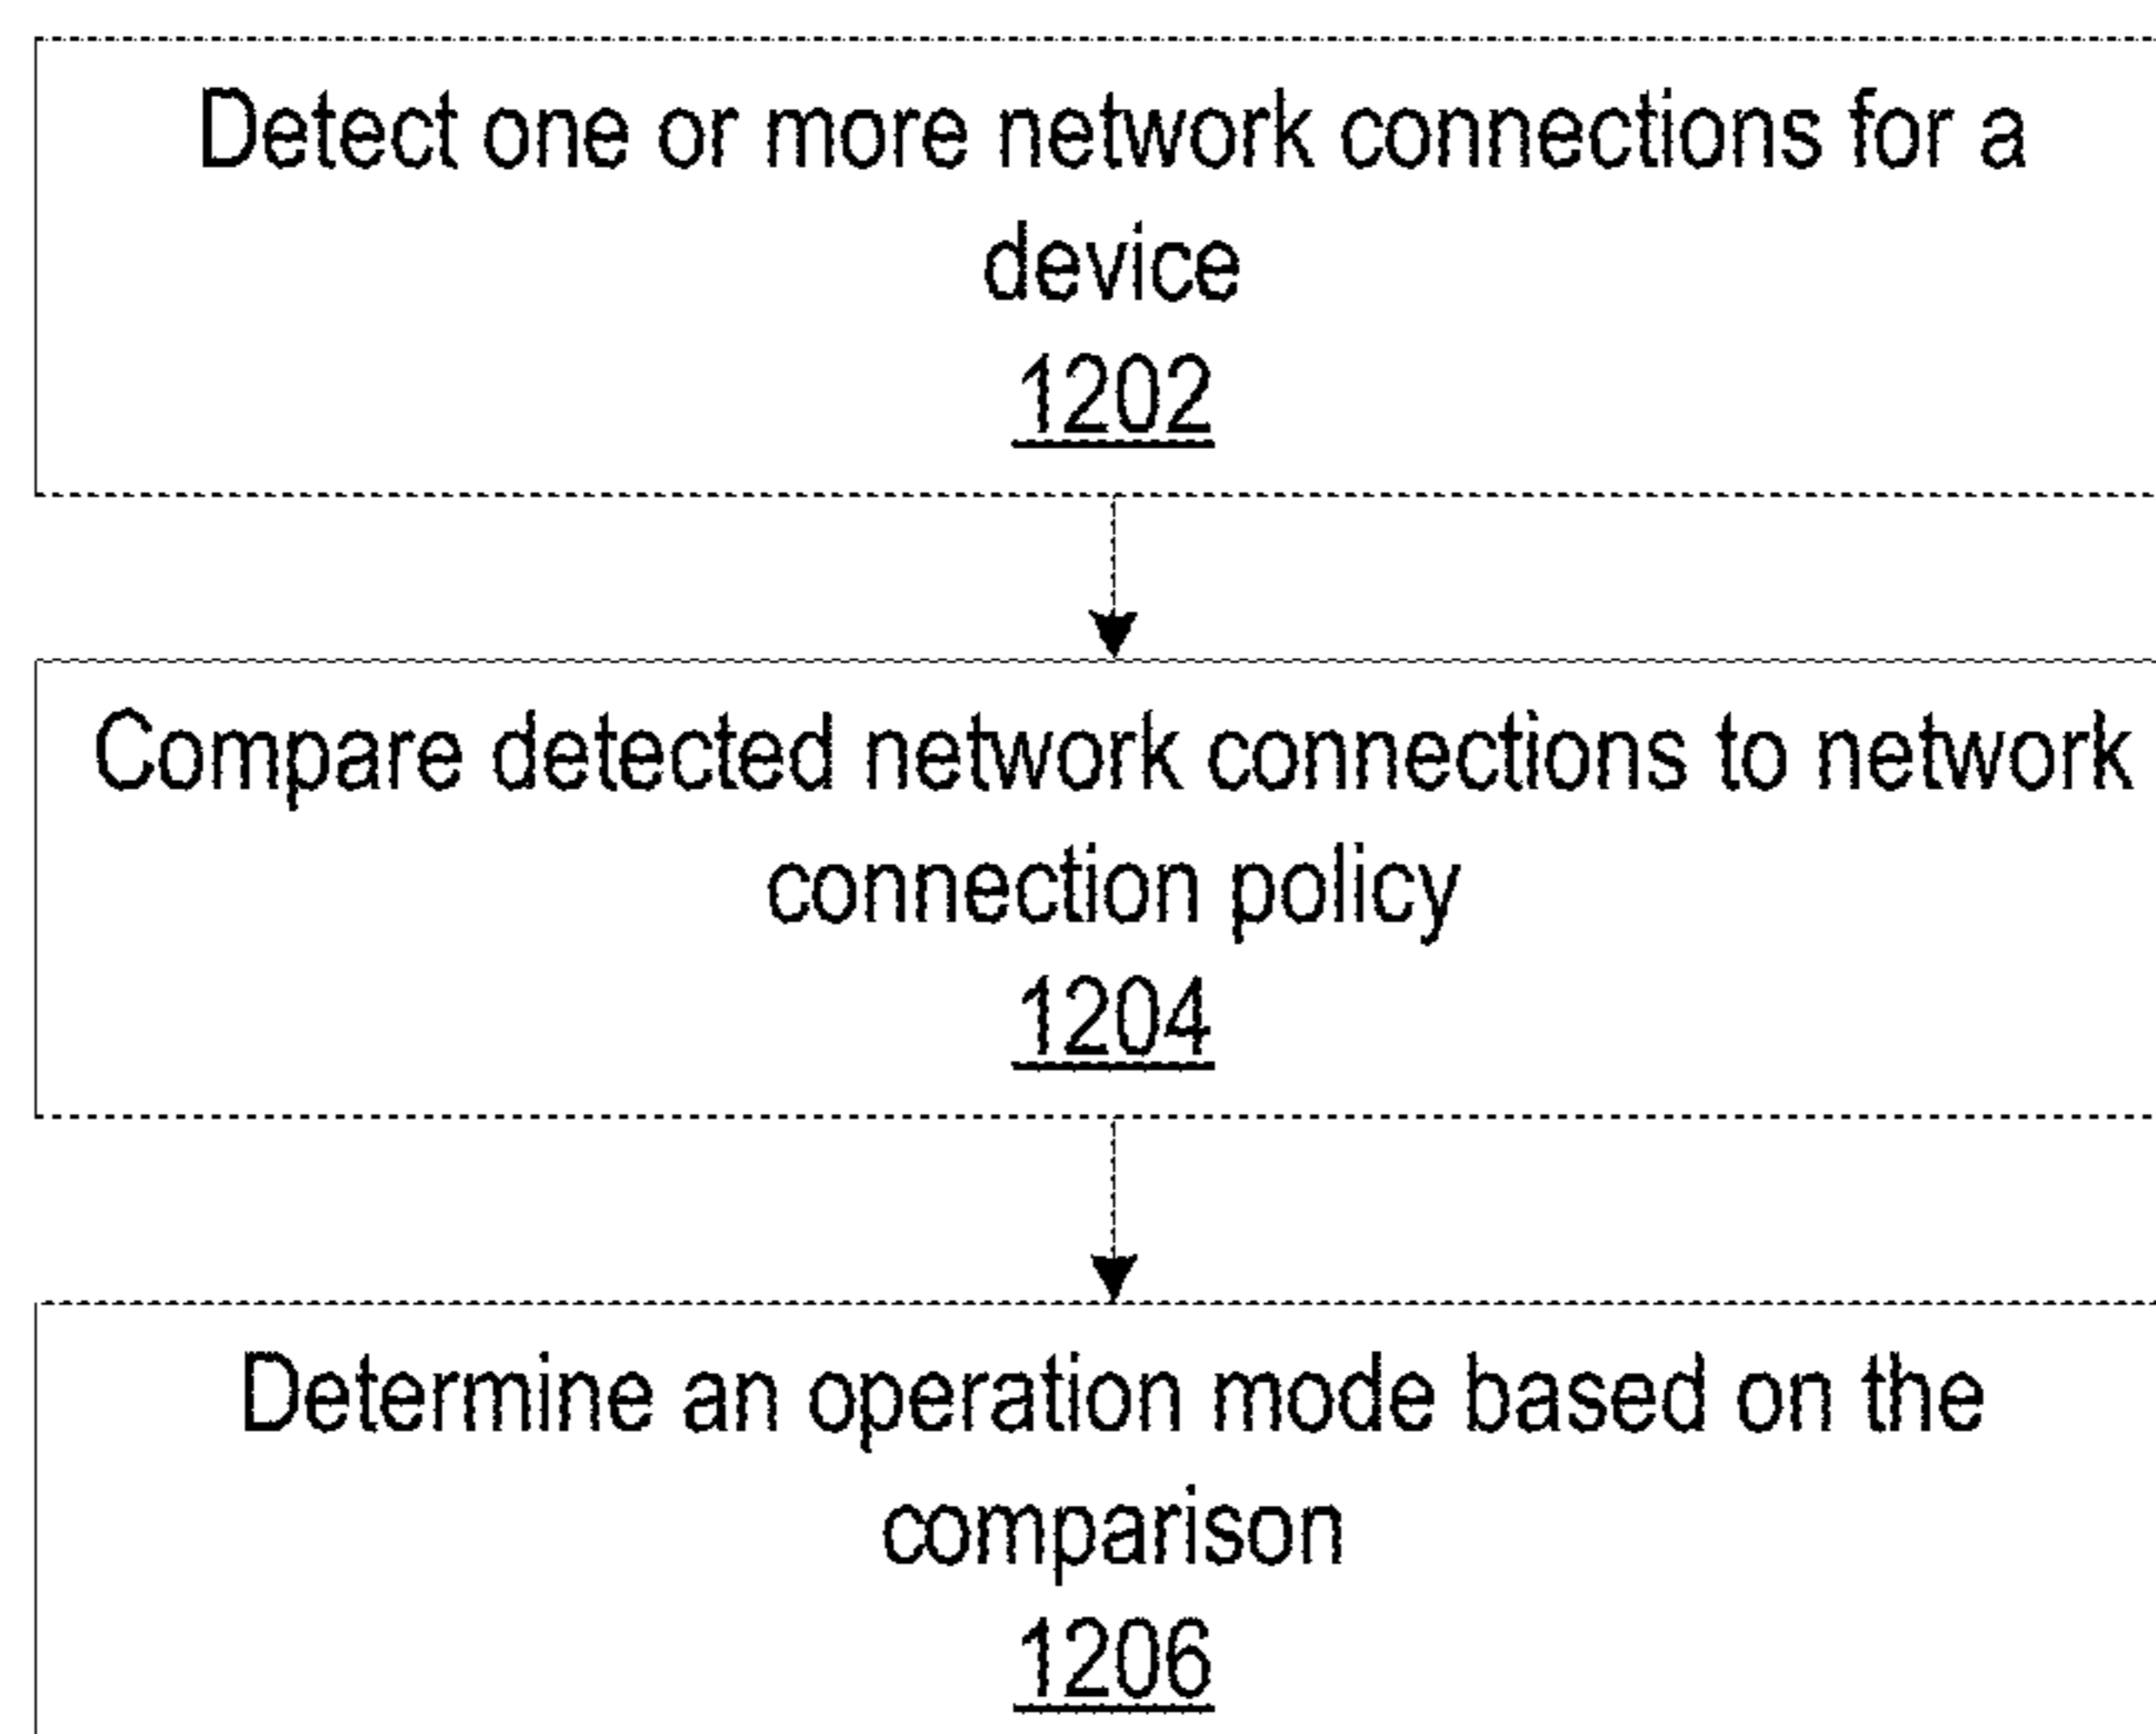 Detect one or more network connections for a
device
1202
Compare detected network connections to network
connection policy
1204
Determine an operation mode based on the
comparison
1206